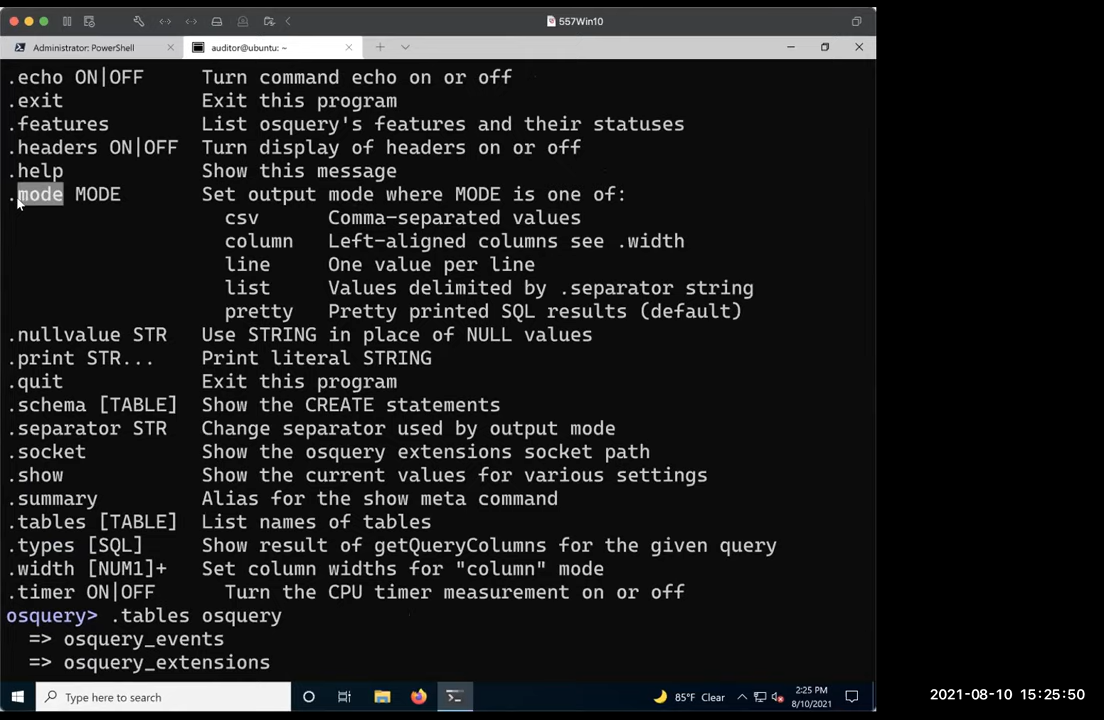 557Win10
Administrator: PowerShell
auditor@ubuntu: ~
.echo ON|OFF Turn command echo on or off
.exit Exit this program
.features List osquery's features and their statuses
.headers ON|OFF Turn display of headers on or off
.help Show this message
.mode MODE Set output mode where MODE is one of:
csv Comma-separated values
column Left-aligned columns see .width
line One value per line
list Values delimited by .separator string
pretty Pretty printed SQL results (default)
.nullvalue STR Use STRING in place of NULL values
.print STR... Print literal STRING
.quit Exit this program
.schema [TABLE] Show the CREATE statements
.separator STR Change separator used by output mode
.socket Show the osquery extensions socket path
.show Show the current values for various settings
.summary Alias for the show meta command
.tables [TABLE] List names of tables
.types [SQL] Show result of getQueryColumns for the given query
.width [NUM1]+ Set column widths for "column" mode
.timer ON|OFF Turn the CPU timer measurement on or off
osquery> .tables osquery
=> osquery_events
=> osquery_extensions
Type here to search
85°F Clear
2:25 PM
8/10/2021
2021-08-10 15:25:50